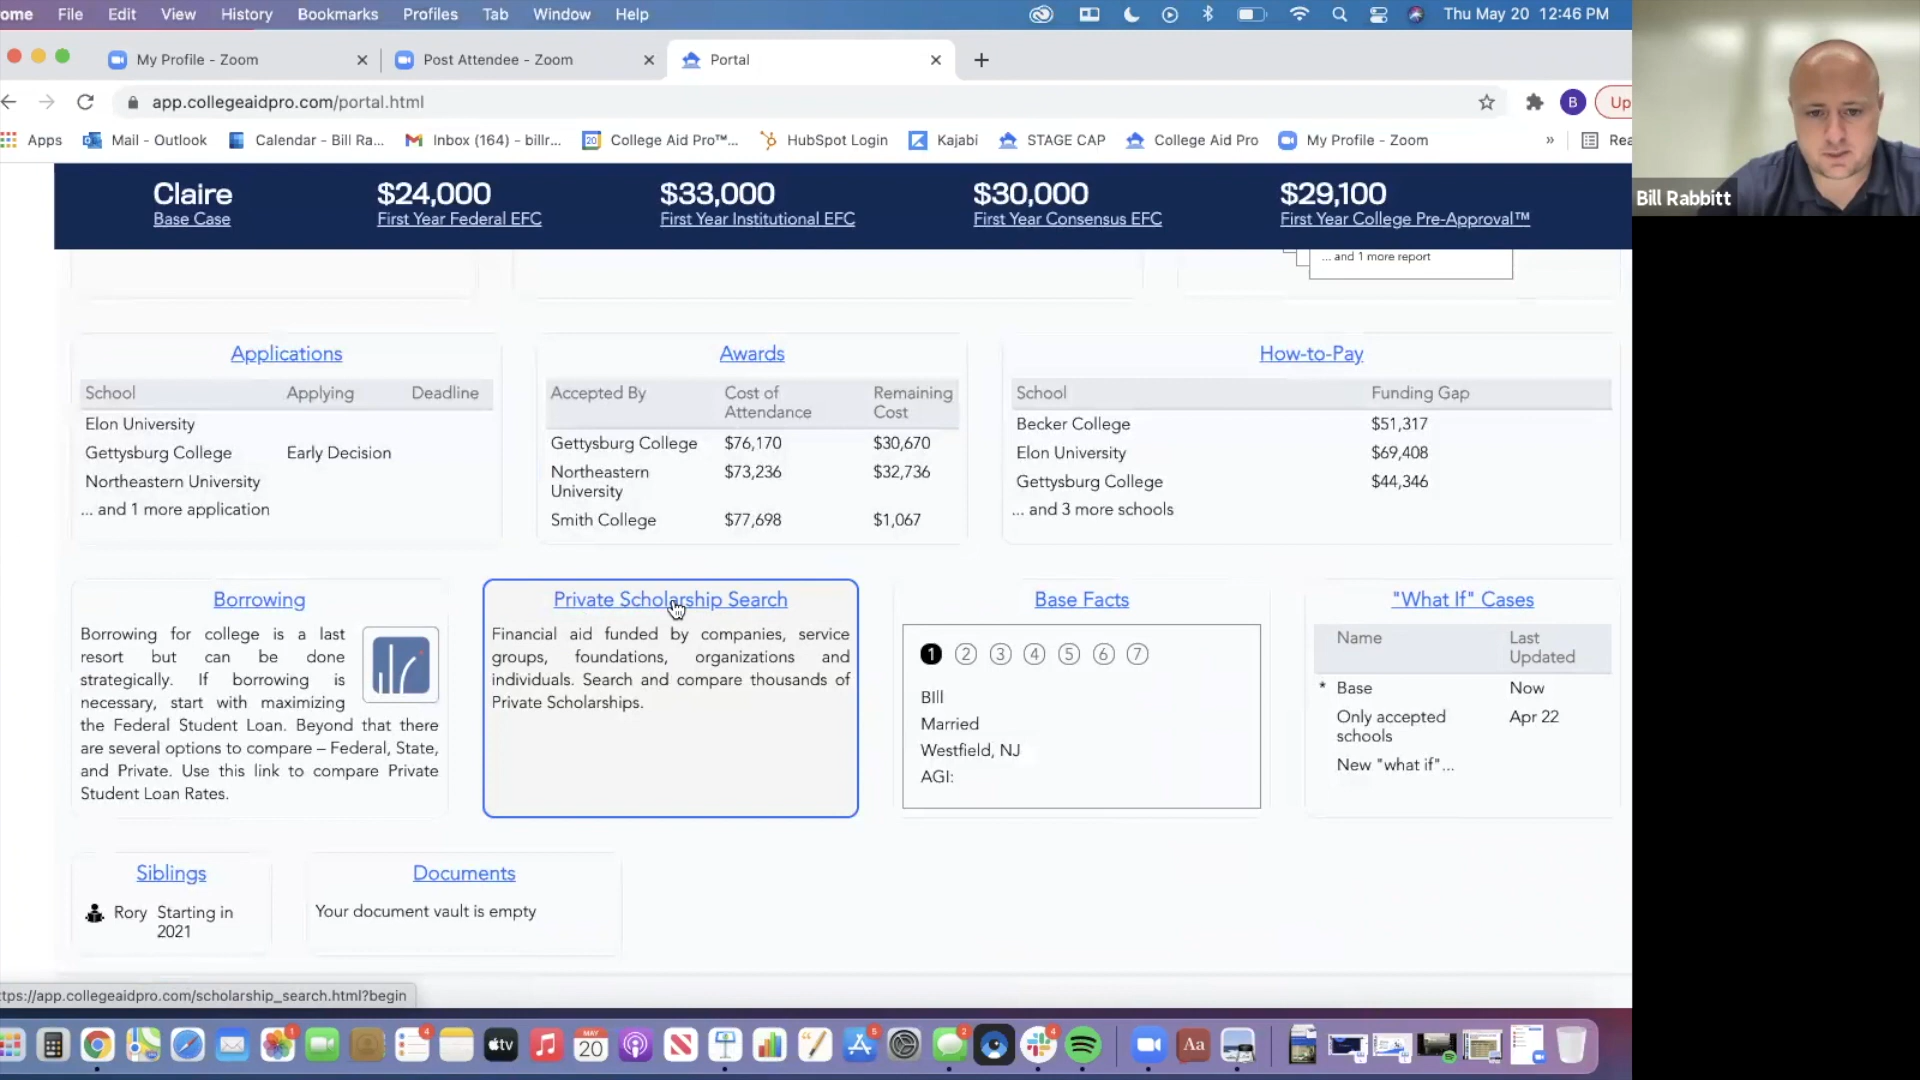 ome File Edit View History Bookmarks Profiles Tab Window Help Thu May 20 12:46 PM
My Profile - Zoom Post Attendee - Zoom Portal
app.collegeaidpro.com/portal.html B Up
Apps Mail - Outlook Calendar - Bill Ra... Inbox (164) – billr... 20 College Aid Pro™... HubSpot Login Kajabi STAGE CAP College Aid Pro My Profile - Zoom » Rea
Bill Rabbitt
Claire $24,000 $33,000 $30,000 $29,100
Base Case First Year Federal EFC First Year Institutional EFC First Year Consensus EFC First Year College Pre-Approval™
... and 1 more report
Applications
School Applying Deadline
Elon University
Gettysburg College Early Decision
Northeastern University
... and 1 more application
Awards
Accepted By Cost of Attendance Remaining Cost
Gettysburg College $76,170 $30,670
Northeastern University $73,236 $32,736
Smith College $77,698 $1,067
How-to-Pay
School Funding Gap
Becker College $51,317
Elon University $69,408
Gettysburg College $44,346
... and 3 more schools
Borrowing
Borrowing for college is a last
resort but can be done
strategically. If borrowing is
necessary, start with maximizing
the Federal Student Loan. Beyond that there
are several options to compare – Federal, State,
and Private. Use this link to compare Private
Student Loan Rates.
Private Scholarship Search
Financial aid funded by companies, service
groups, foundations, organizations and
individuals. Search and compare thousands of
Private Scholarships.
Base Facts
1 2 3 4 5 6 7
BIll
Married
Westfield, NJ
AGI:
"What If" Cases
Name Last Updated
* Base Now
Only accepted schools Apr 22
New "what if"...
Siblings
Rory Starting in
2021
Documents
Your document vault is empty
tps://app.collegeaidpro.com/scholarship_search.html?begin
1 4 tv MAY 20 5 2 4 Aa